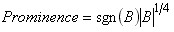 Prominence = sgn(B)|B|^1/4